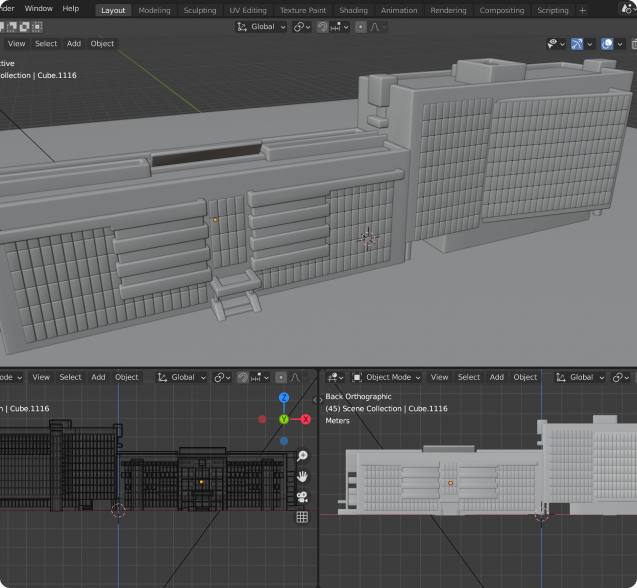 nder Window Help Layout Modeling Sculpting UV Editing Texture Paint Shading Animation Rendering Compositing Scripting +
Global
View Select Add Object
ctive
ollection | Cube.1116
ode View Select Add Object Global
Object Mode View Select Add Object Global
n | Cube.1116
Z
Y
X
Back Orthographic
(45) Scene Collection | Cube.1116
Meters